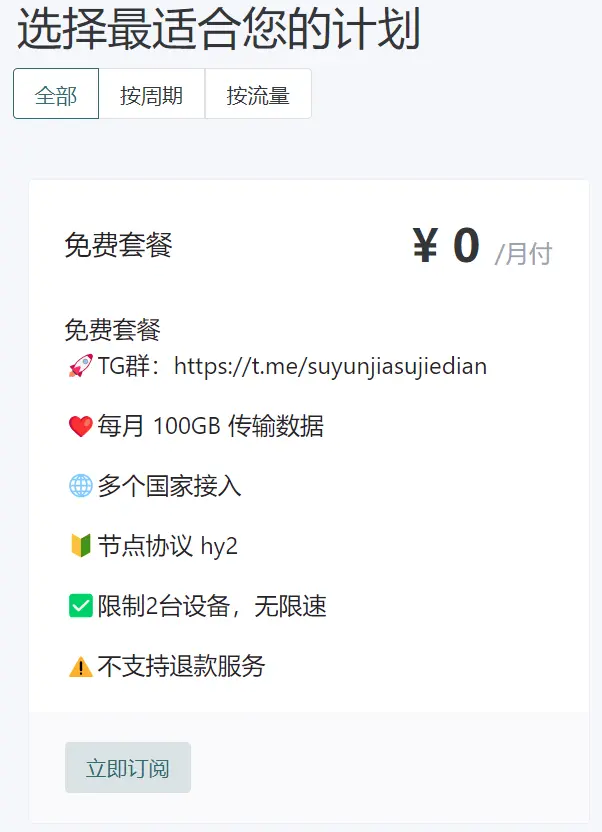 选择最适合您的计划
全部 按周期 按流量
免费套餐 ¥ 0 /月付
免费套餐
🚀TG群：https://t.me/suyunjiasujiedian
❤️每月 100GB 传输数据
🌐多个国家接入
🔰节点协议 hy2
✅限制2台设备，无限速
⚠️不支持退款服务
立即订阅